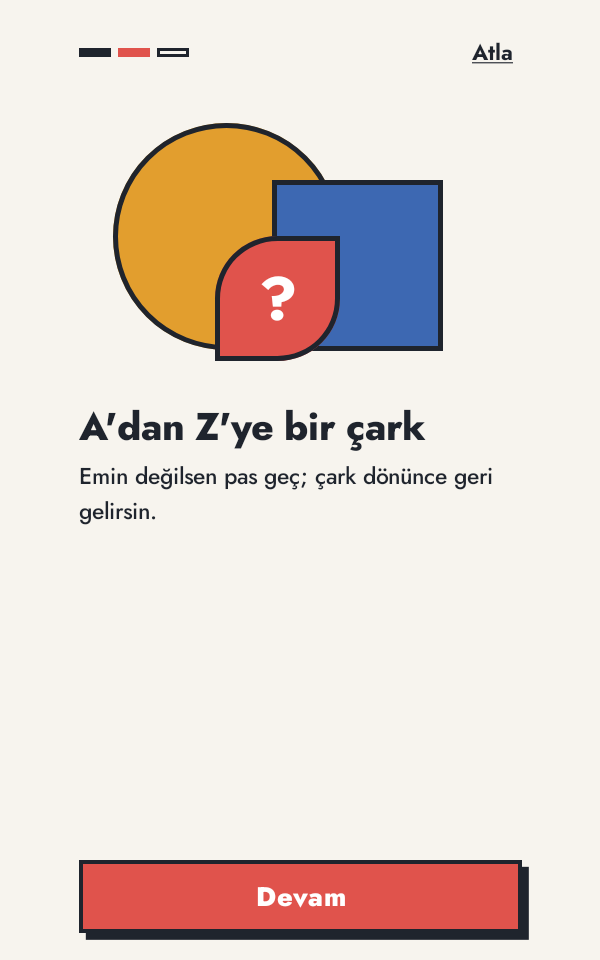 Atla
?
A'dan Z'ye bir çark
Emin değilsen pas geç; çark dönünce geri
gelirsin.
Devam